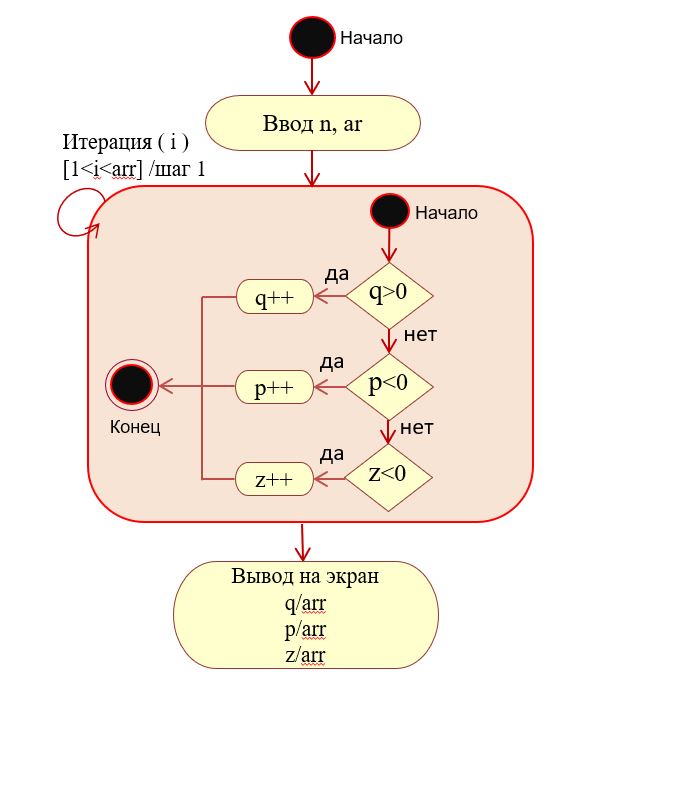 Начало
Ввод n, ar
Итерация ( i )
[1<i<arr] /шаг 1
Начало
q>0
да
q++
нет
p<0
да
p++
Конец
нет
z<0
да
z++
Вывод на экран
q/arr
p/arr
z/arr